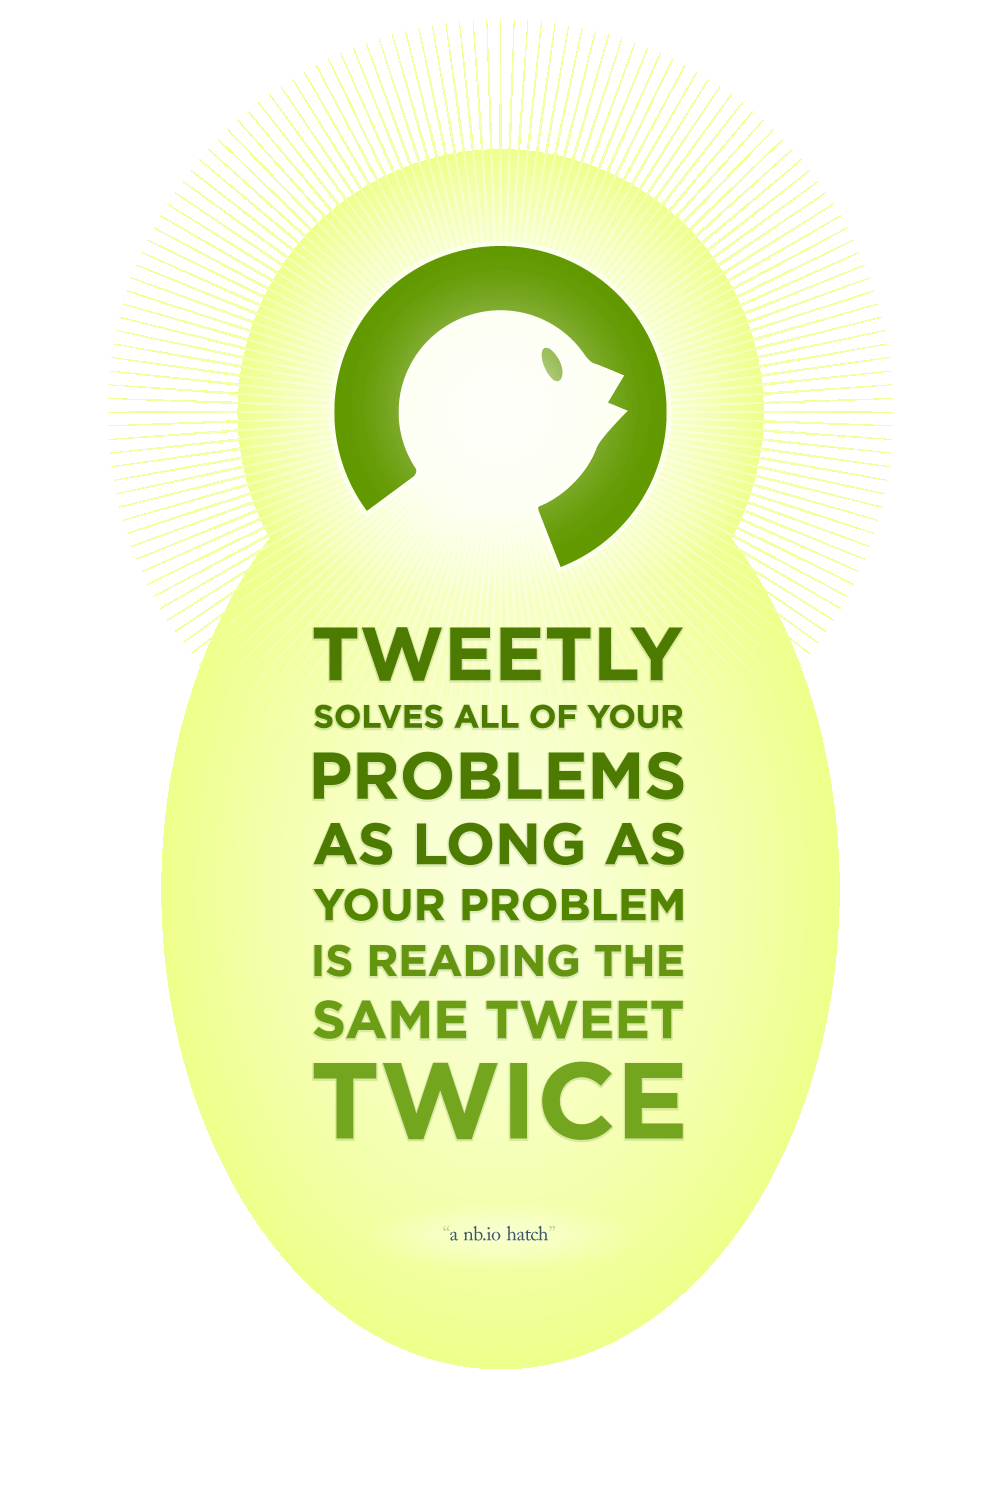 TWEETLY
SOLVES ALL OF YOUR
PROBLEMS
AS LONG AS
YOUR PROBLEM
IS READING THE
SAME TWEET
TWICE
“a nb.io hatch”